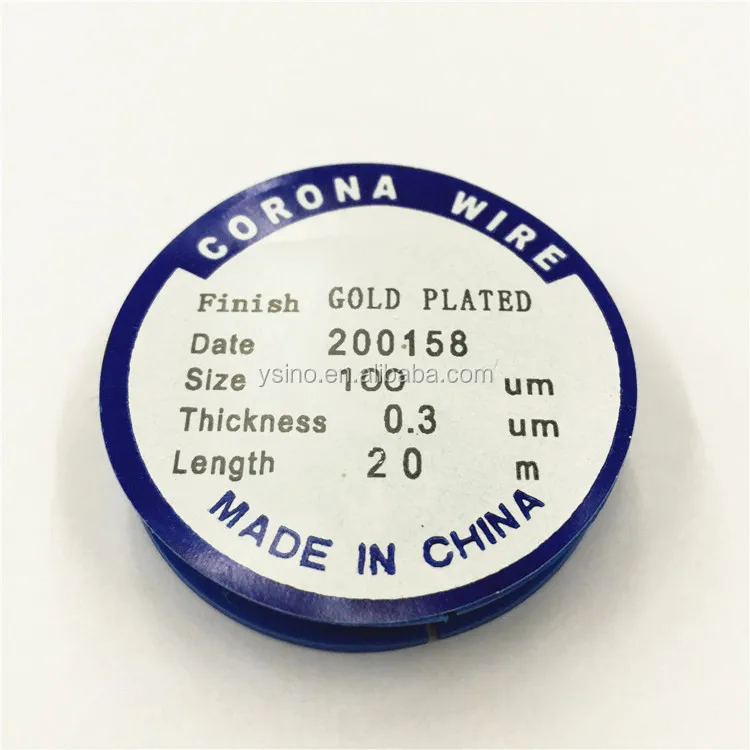 CORONA WIRE
Finish GOLD PLATED
Date 200158
ysino.en.alibaba.com
Size 100 um
Thickness 0.3 um
Length 20 m
MADE IN CHINA